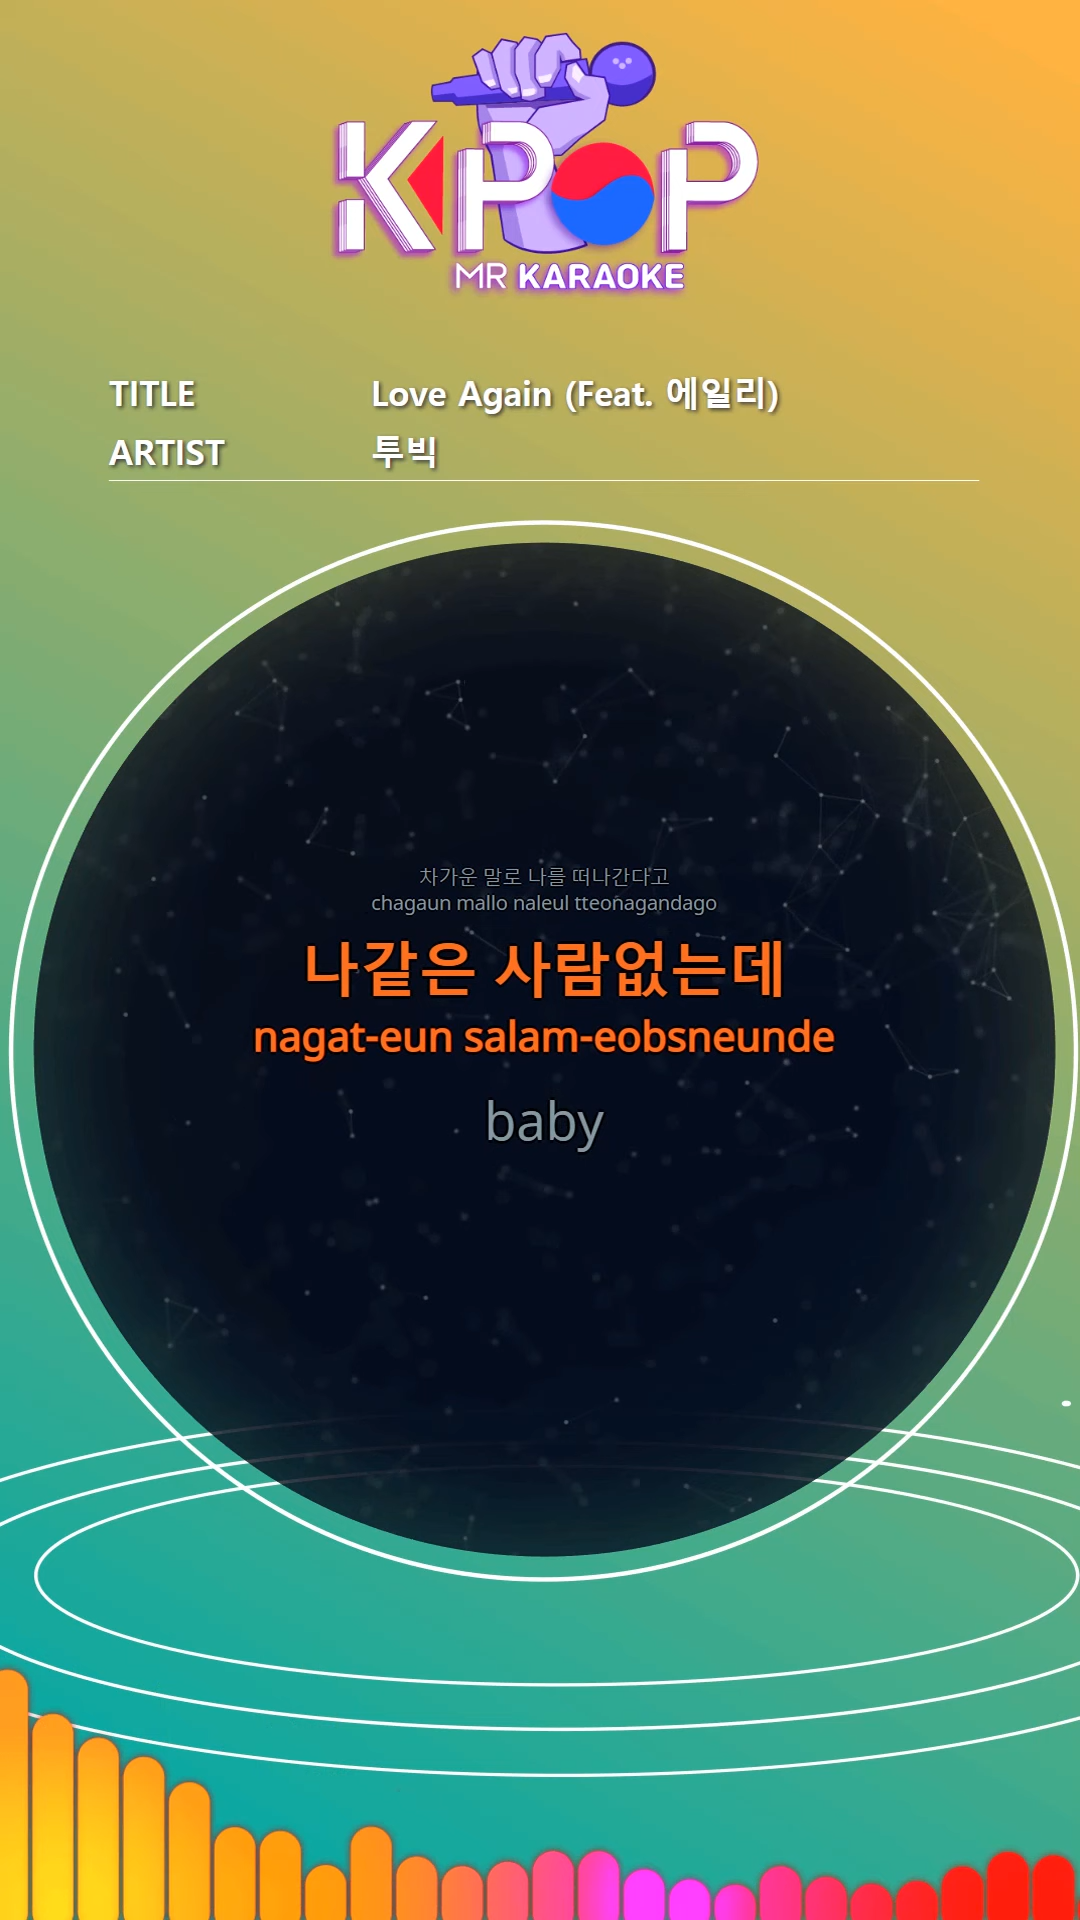 KPOP
MR KARAOKE
TITLE Love Again (Feat. 에일리)
ARTIST 투빅
차가운 말로 나를 떠나간다고
chagaun mallo naleul tteonagandago
나같은 사람없는데
nagat-eun salam-eobsneunde
baby